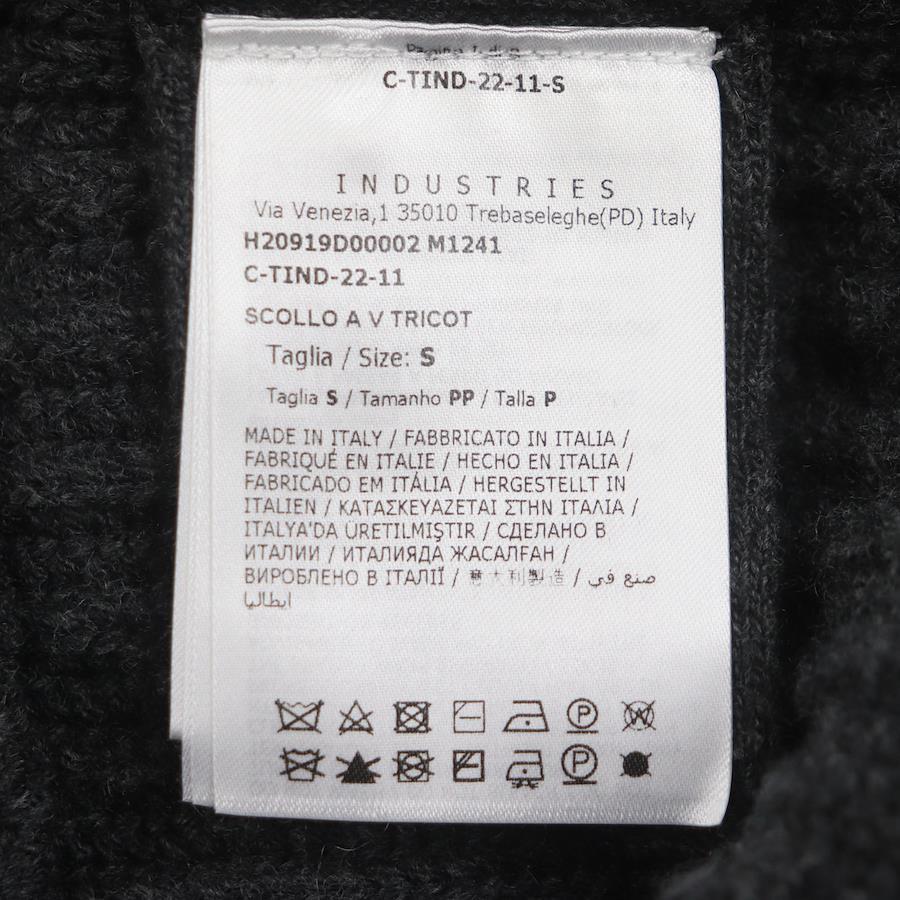 C-TIND-22-11-S
INDUSTRIES
Via Venezia,1 35010 Trebaseleghe(PD) Italy
H20919D00002 M1241
C-TIND-22-11
SCOLLO A V TRICOT
Taglia / Size: S
Taglia S / Tamanho PP / Talla P
MADE IN ITALY / FABBRICATO IN ITALIA /
FABRIQUÉ EN ITALIE / HECHO EN ITALIA /
FABRICADO EM ITÁLIA / HERGESTELLT IN
ITALIEN / ΚΑΤΑΣΚΕΥΑΖΕΤΑΙ ΣΤΗΝ ΙΤΑΛΙΑ /
ITALYA'DA ÜRETILMIŞTIR / СДЕЛАНО В
ИТАЛИИ / ИТАЛИЯДА ЖАСАЛҒАН /
ВИРОБЛЕНО В ІТАЛІЇ / 意大利製造 / صنع في
ايطاليا
P W
P